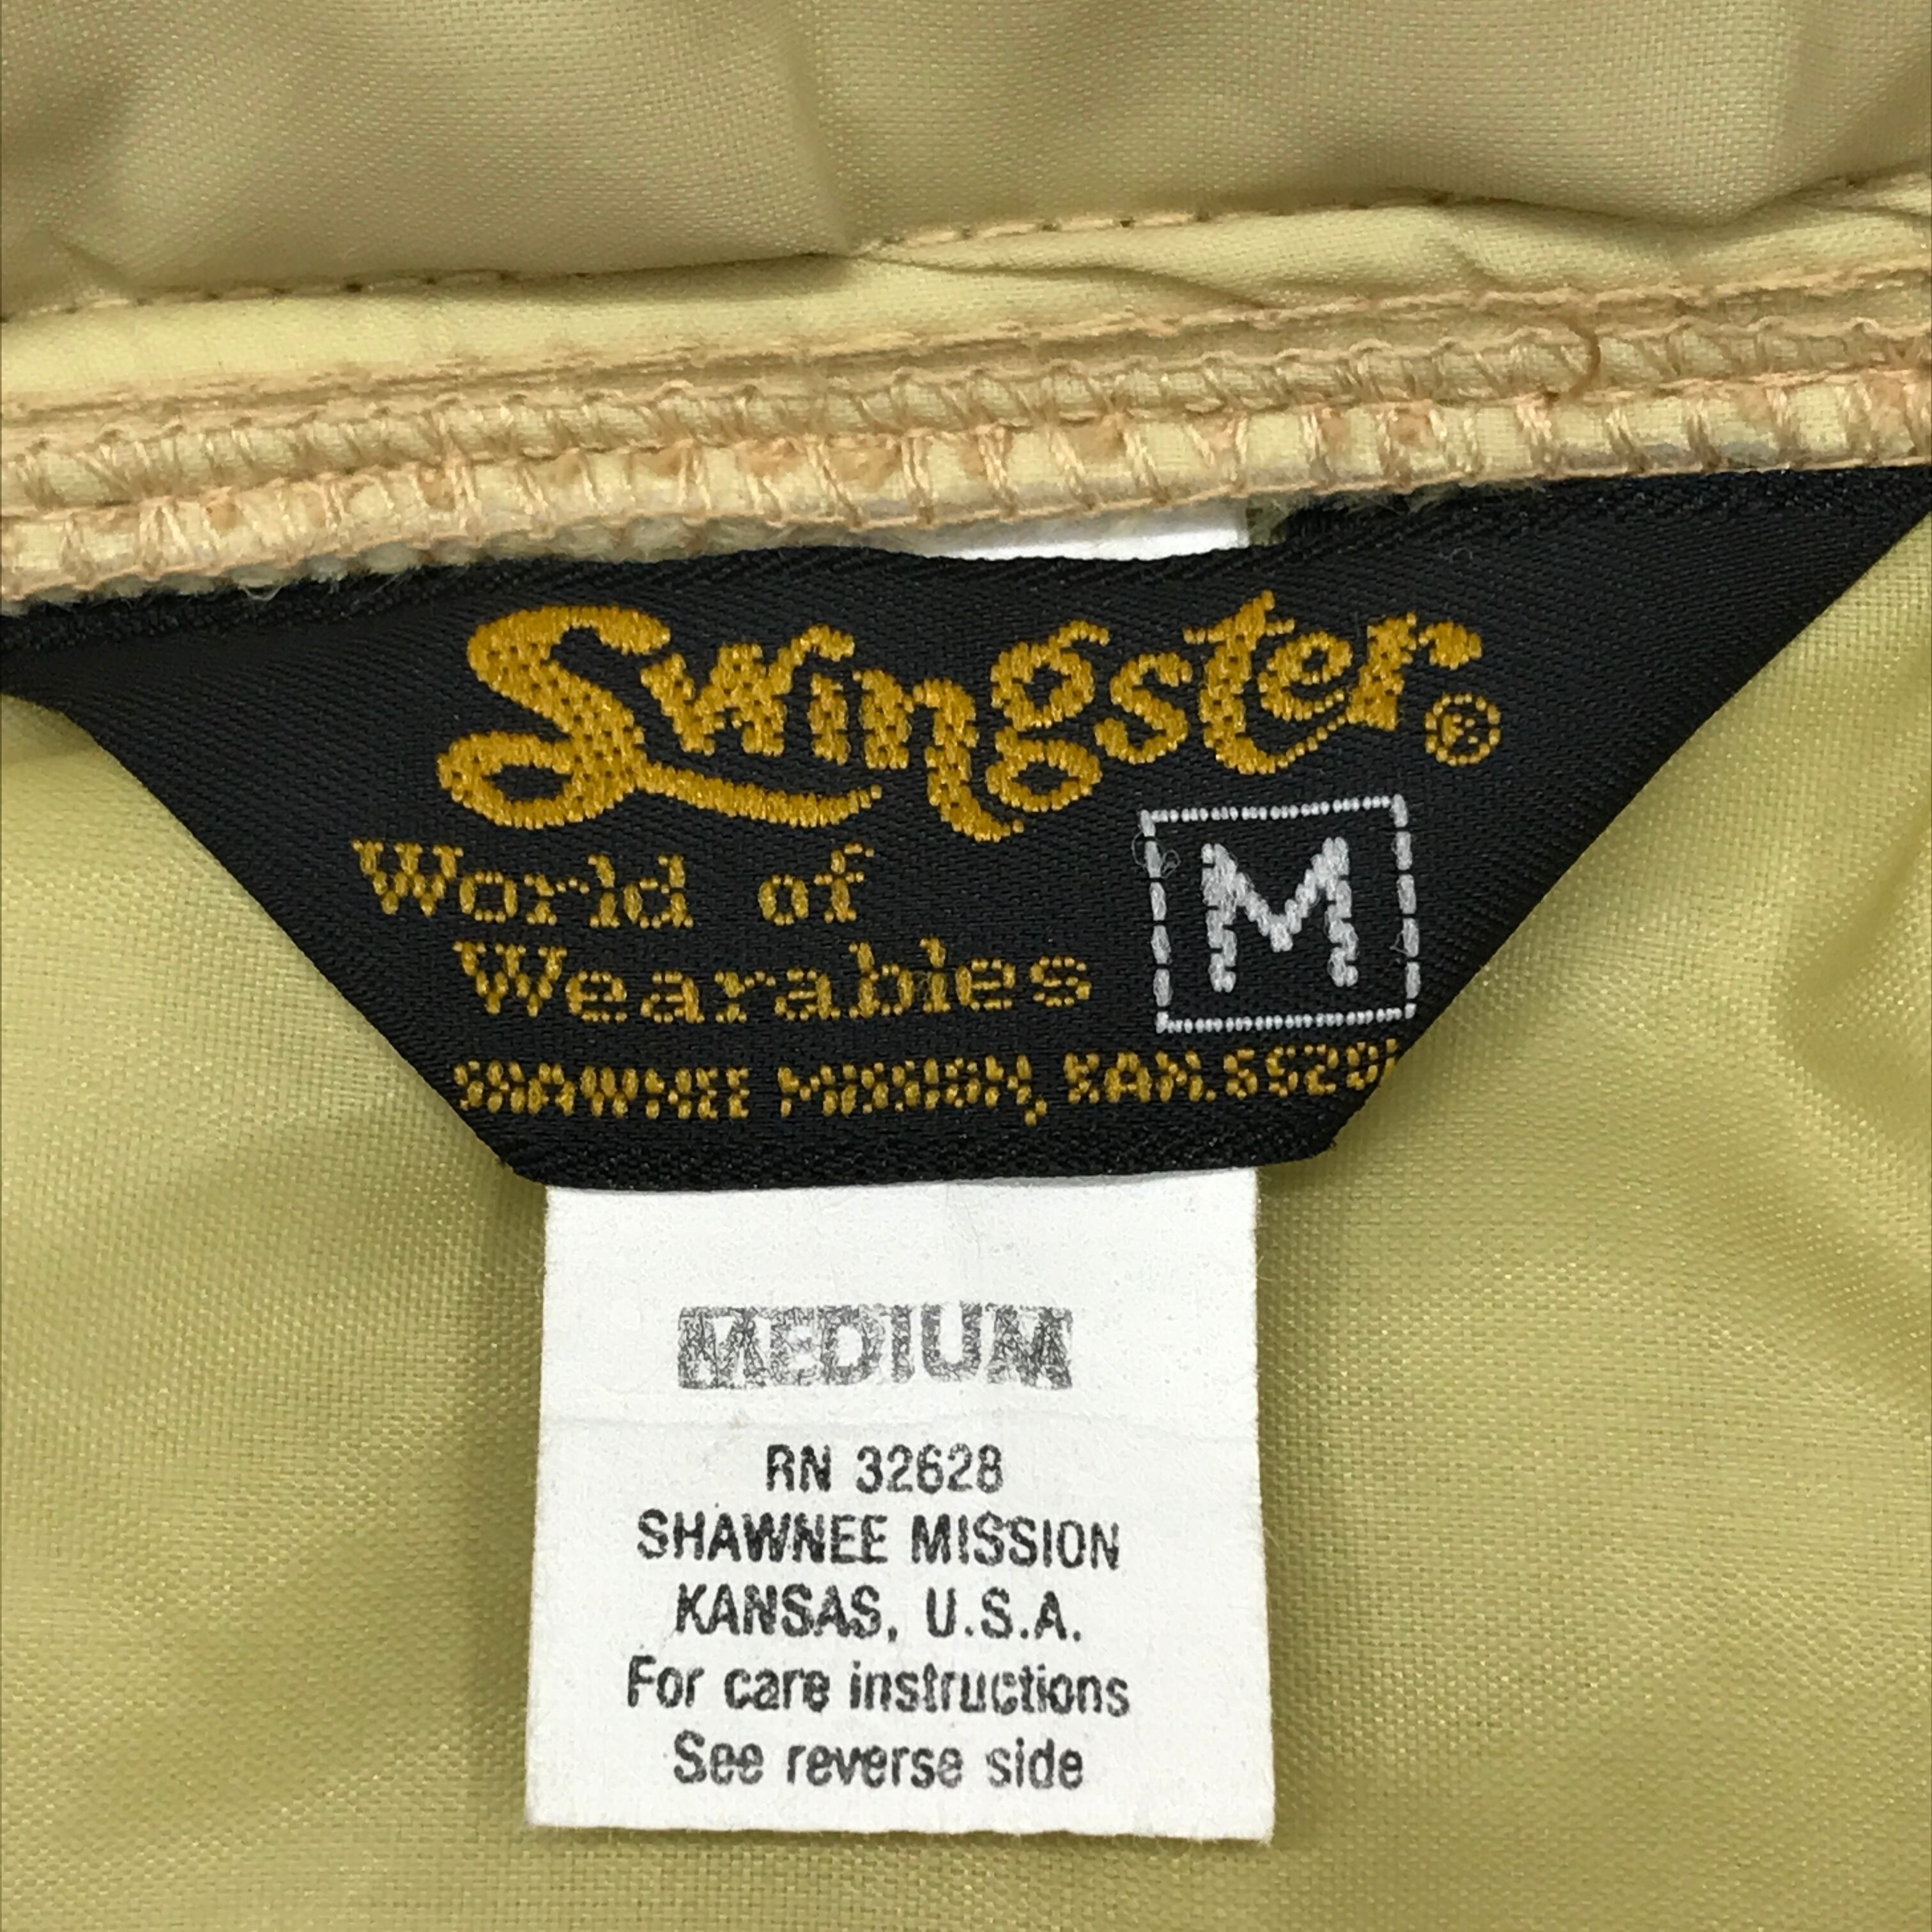 Swingster®
World of
Wearables
M
SHAWNEE MISSION, KAN. 66201
MEDIUM
RN 32628
SHAWNEE MISSION
KANSAS, U.S.A.
For care instructions
See reverse side